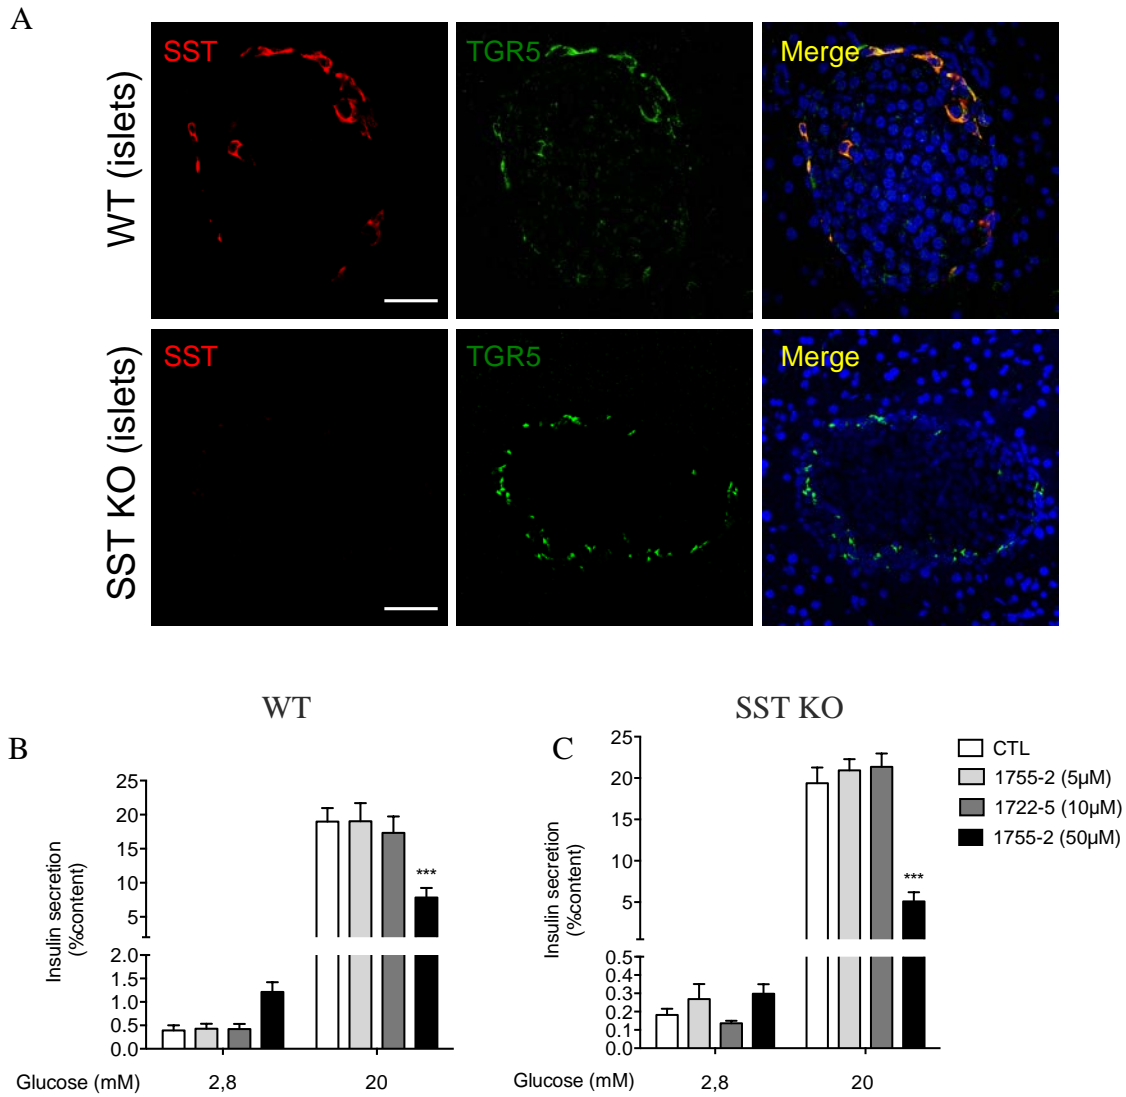 A
WT (islets)
SST
TGR5
Merge
SST KO (islets)
SST
TGR5
Merge
WT
SST KO
B
Insulin secretion
(%content)
25
20
15
10
5
2.0
1.5
1.0
0.5
0.0
***
Glucose (mM)
2,8
20
C
Insulin secretion
(%content)
25
20
15
10
5
0.5
0.4
0.3
0.2
0.1
0.0
***
Glucose (mM)
2,8
20
CTL
1755-2 (5µM)
1722-5 (10µM)
1755-2 (50µM)